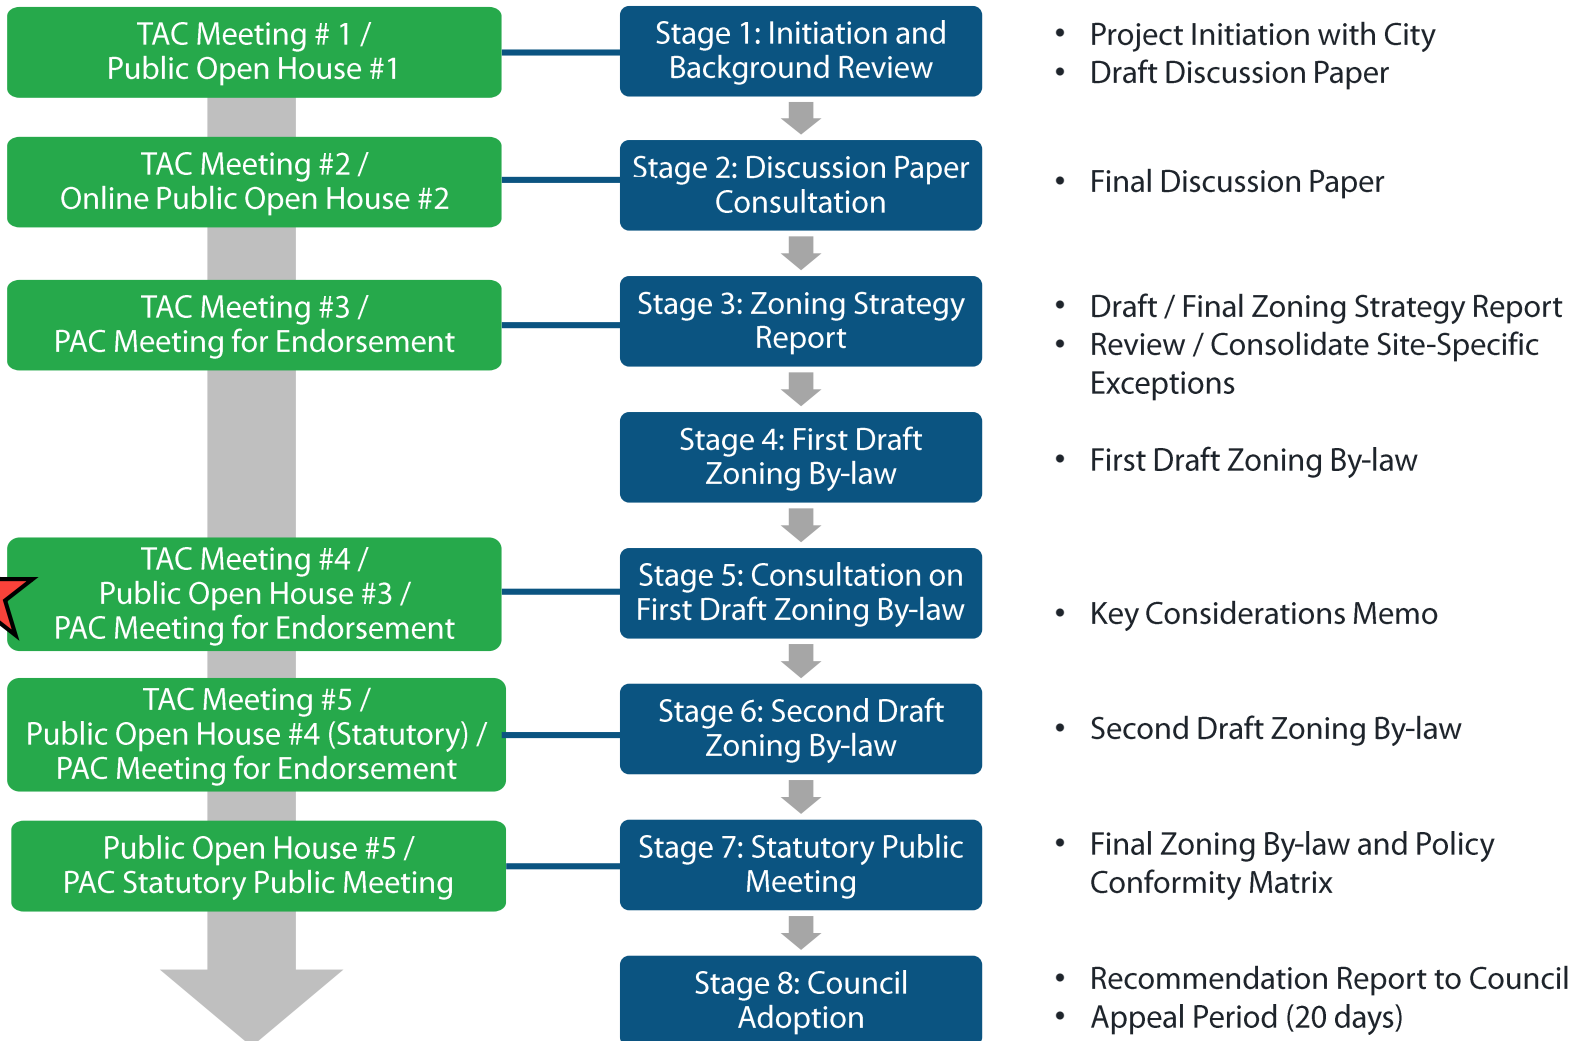 TAC Meeting # 1 /
Public Open House #1
Stage 1: Initiation and
Background Review
• Project Initiation with City
• Draft Discussion Paper
TAC Meeting #2 /
Online Public Open House #2
Stage 2: Discussion Paper
Consultation
• Final Discussion Paper
TAC Meeting #3 /
PAC Meeting for Endorsement
Stage 3: Zoning Strategy
Report
• Draft / Final Zoning Strategy Report
• Review / Consolidate Site-Specific
Exceptions
Stage 4: First Draft
Zoning By-law
• First Draft Zoning By-law
TAC Meeting #4 /
Public Open House #3 /
PAC Meeting for Endorsement
Stage 5: Consultation on
First Draft Zoning By-law
• Key Considerations Memo
TAC Meeting #5 /
Public Open House #4 (Statutory) /
PAC Meeting for Endorsement
Stage 6: Second Draft
Zoning By-law
• Second Draft Zoning By-law
Public Open House #5 /
PAC Statutory Public Meeting
Stage 7: Statutory Public
Meeting
• Final Zoning By-law and Policy
Conformity Matrix
Stage 8: Council
Adoption
• Recommendation Report to Council
• Appeal Period (20 days)